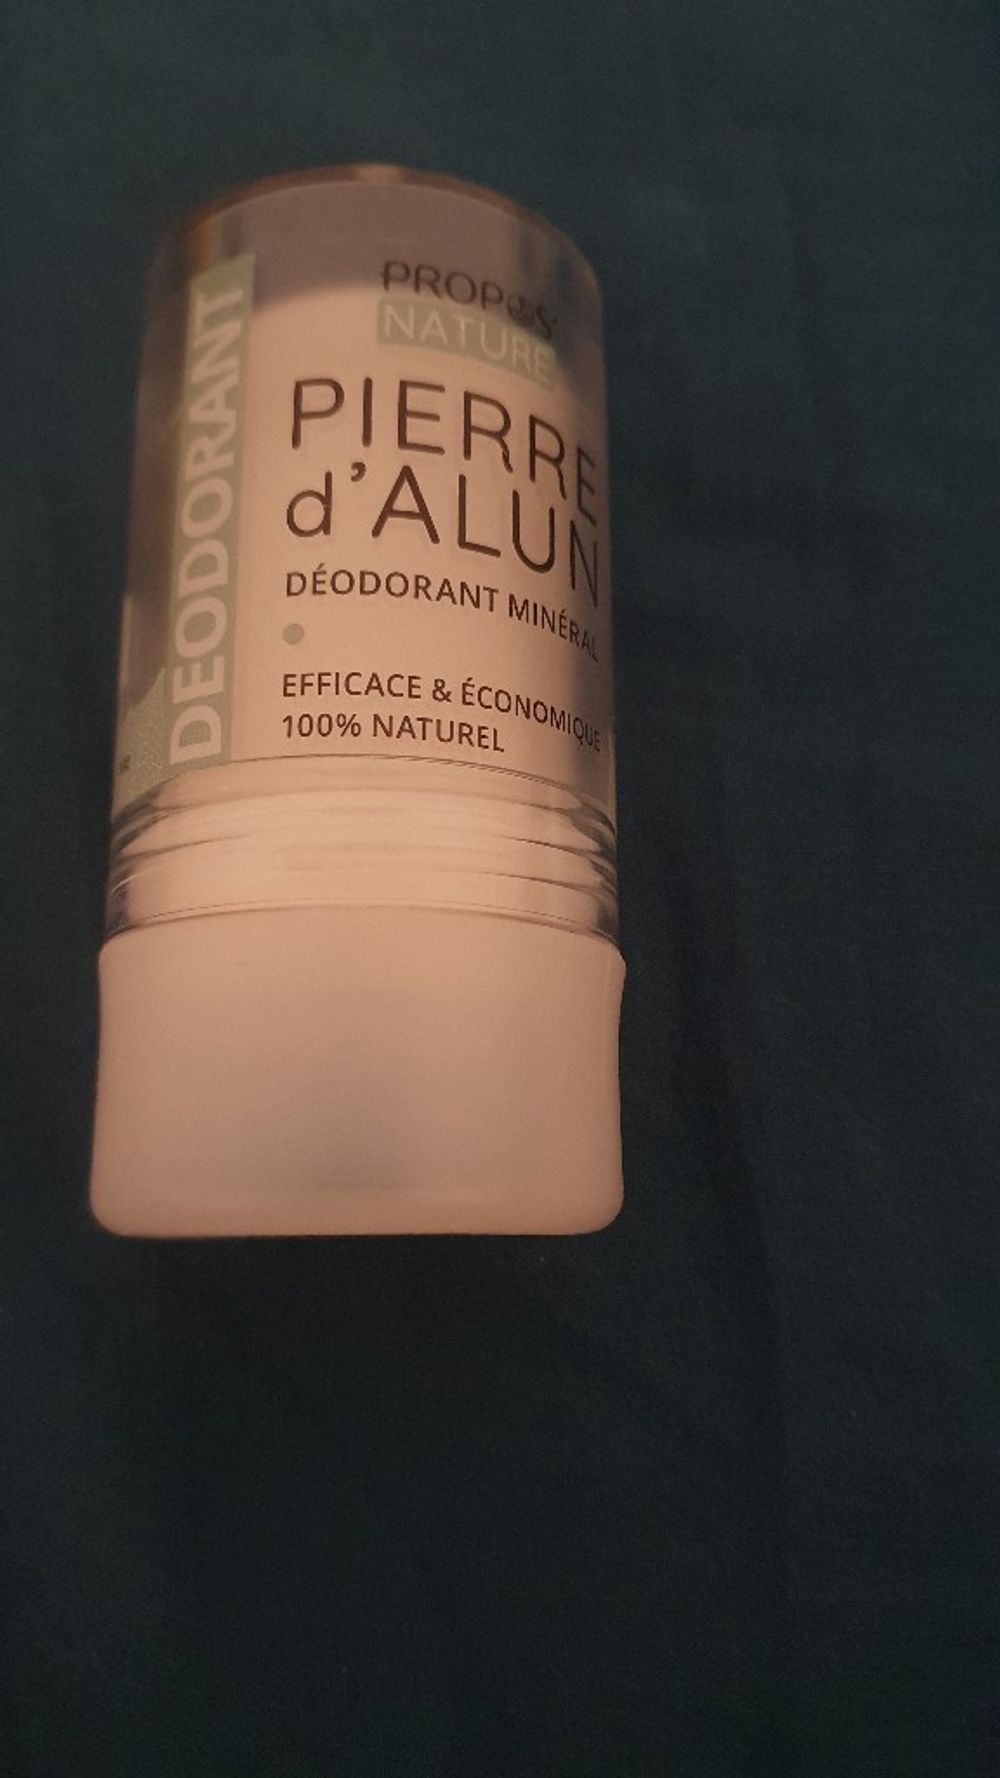 PROPOS'
NATURE
PIERRE
d'ALUN
DÉODORANT MINÉRAL
EFFICACE & ÉCONOMIQUE
100% NATUREL
DEODORANT